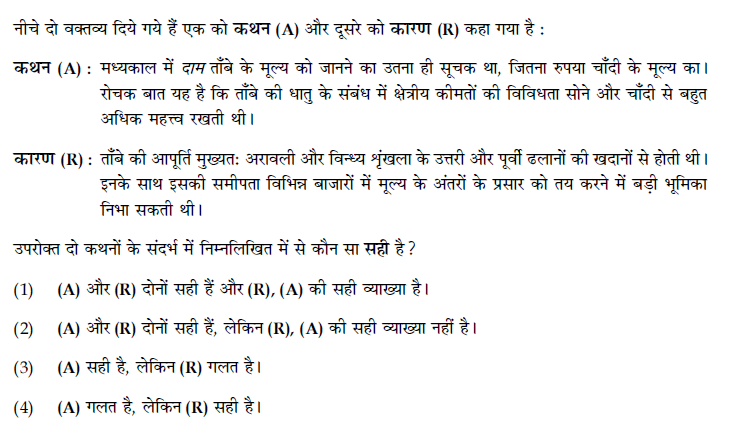 नीचे दो वक्तव्य दिये गये हैं एक को कथन (A) और दूसरे को कारण (R) कहा गया है :
कथन (A) : मध्यकाल में दाम ताँबे के मूल्य को जानने का उतना ही सूचक था, जितना रुपया चाँदी के मूल्य का।
रोचक बात यह है कि ताँबे की धातु के संबंध में क्षेत्रीय कीमतों की विविधता सोने और चाँदी से बहुत
अधिक महत्त्व रखती थी।
कारण (R) : ताँबे की आपूर्ति मुख्यत: अरावली और विन्ध्य शृंखला के उत्तरी और पूर्वी ढलानों की खदानों से होती थी।
इनके साथ इसकी समीपता विभिन्न बाजारों में मूल्य के अंतरों के प्रसार को तय करने में बड़ी भूमिका
निभा सकती थी।
उपरोक्त दो कथनों के संदर्भ में निम्नलिखित में से कौन सा सही है ?
(1) (A) और (R) दोनों सही हैं और (R), (A) की सही व्याख्या है।
(2) (A) और (R) दोनों सही हैं, लेकिन (R), (A) की सही व्याख्या नहीं है।
(3) (A) सही है, लेकिन (R) गलत है।
(4) (A) गलत है, लेकिन (R) सही है।